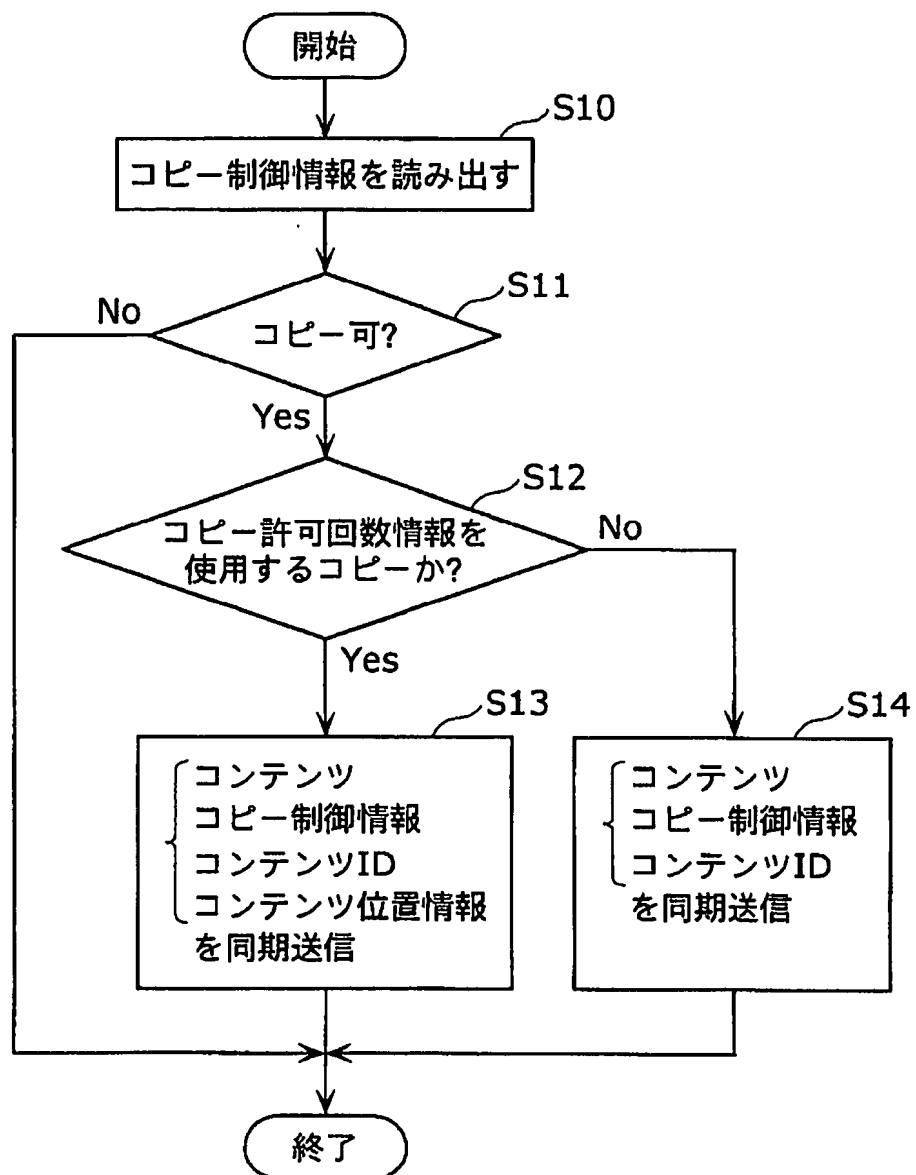 開始
S10
コピー制御情報を読み出す
S11
No
コピー可?
Yes
S12
コピー許可回数情報を
使用するコピーか?
No
Yes
S13
コンテンツ
コピー制御情報
コンテンツID
コンテンツ位置情報
を同期送信
S14
コンテンツ
コピー制御情報
コンテンツID
を同期送信
終了